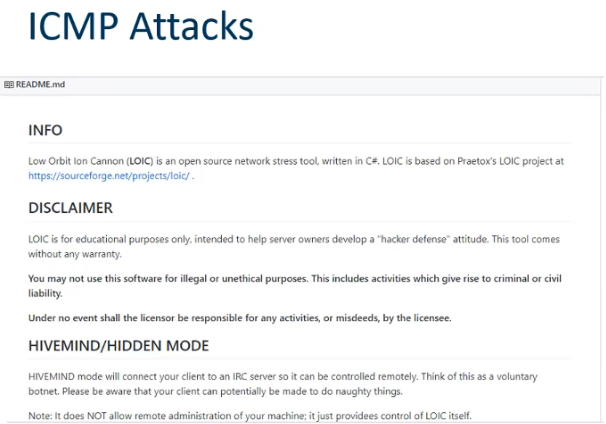 ICMP Attacks
README.md
INFO
Low Orbit Ion Cannon (LOIC) is an open source network stress tool, written in C#. LOIC is based on Praetox's LOIC project at
https://sourceforge.net/projects/loic/ .
DISCLAIMER
LOIC is for educational purposes only, intended to help server owners develop a "hacker defense" attitude. This tool comes
without any warranty.
You may not use this software for illegal or unethical purposes. This includes activities which give rise to criminal or civil
liability.
Under no event shall the licensor be responsible for any activities, or misdeeds, by the licensee.
HIVEMIND/HIDDEN MODE
HIVEMIND mode will connect your client to an IRC server so it can be controlled remotely. Think of this as a voluntary
botnet. Please be aware that your client can potentially be made to do naughty things.
Note: It does NOT allow remote administration of your machine; it just providees control of LOIC itself.